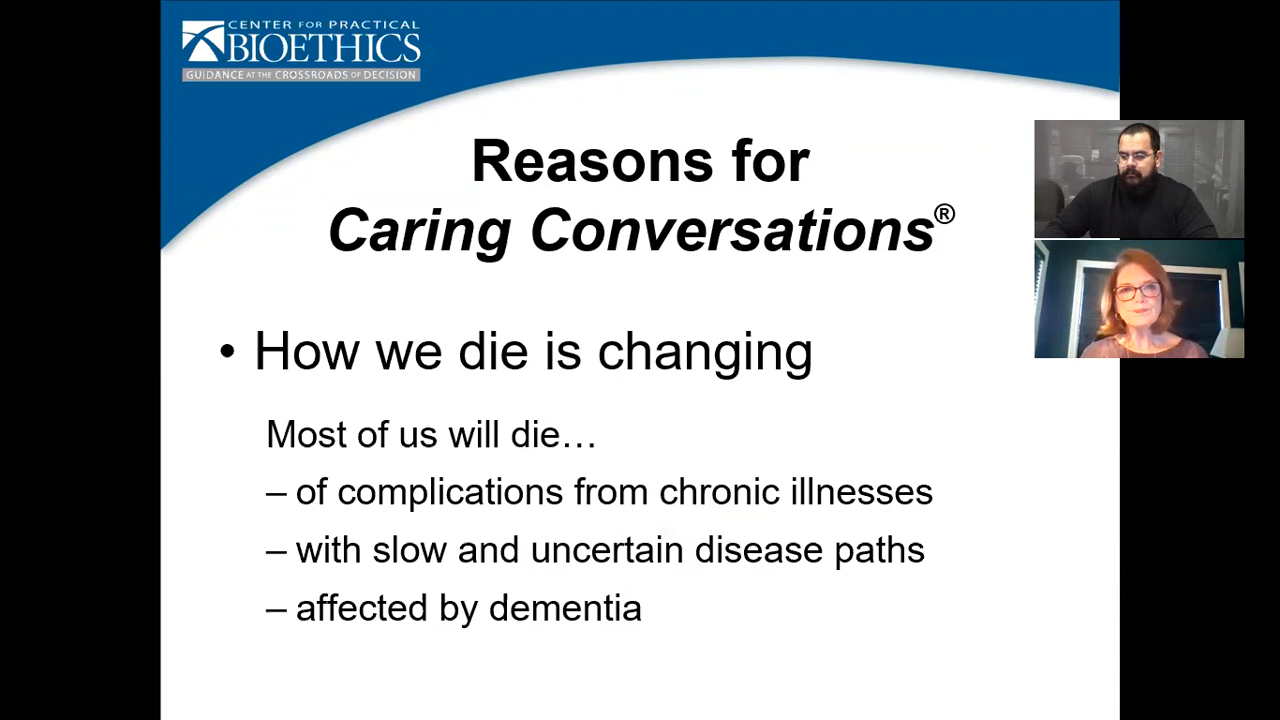 CENTER FOR PRACTICAL
BIOETHICS
GUIDANCE AT THE CROSSROADS OF DECISION
Reasons for
Caring Conversations®
• How we die is changing
Most of us will die…
– of complications from chronic illnesses
– with slow and uncertain disease paths
– affected by dementia